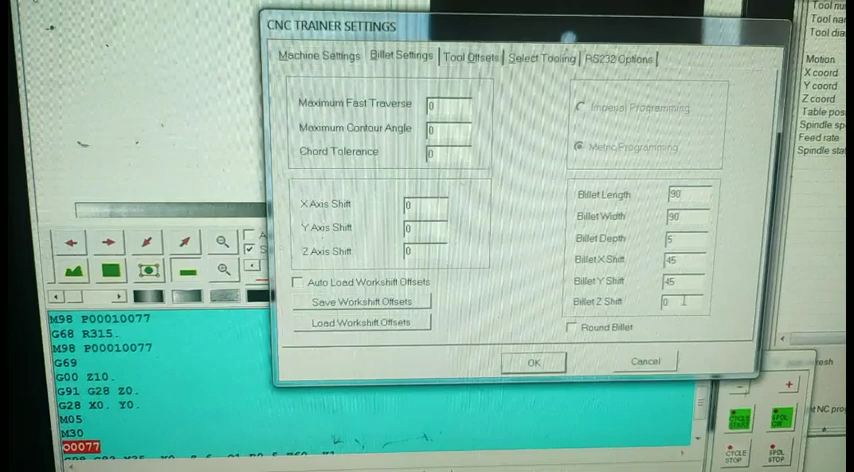 CNC TRAINER SETTINGS
Machine Settings Billet Settings Tool Offsets Select Tooling RS232 Options
Maximum Fast Traverse 0
Maximum Contour Angle 0
Chord Tolerance 0
Imperial Programming
Metric Programming
X Axis Shift 0
Y Axis Shift 0
Z Axis Shift 0
Auto Load Workshift Offsets
Save Workshift Offsets
Load Workshift Offsets
Billet Length 90
Billet Width 90
Billet Depth 5
Billet X Shift 45
Billet Y Shift 45
Billet Z Shift 0
Round Billet
OK Cancel
Motion
X coord
Y coord
Z coord
Table pos
Spindle sp
Feed rate
Spindle sta
M98 P00010077
G68 R315.
M98 P00010077
G69
G00 Z10.
G91 G28 Z0.
G28 X0. Y0.
M05
M30
O0077
CYCLE START
CYCLE STOP
SPDL STOP